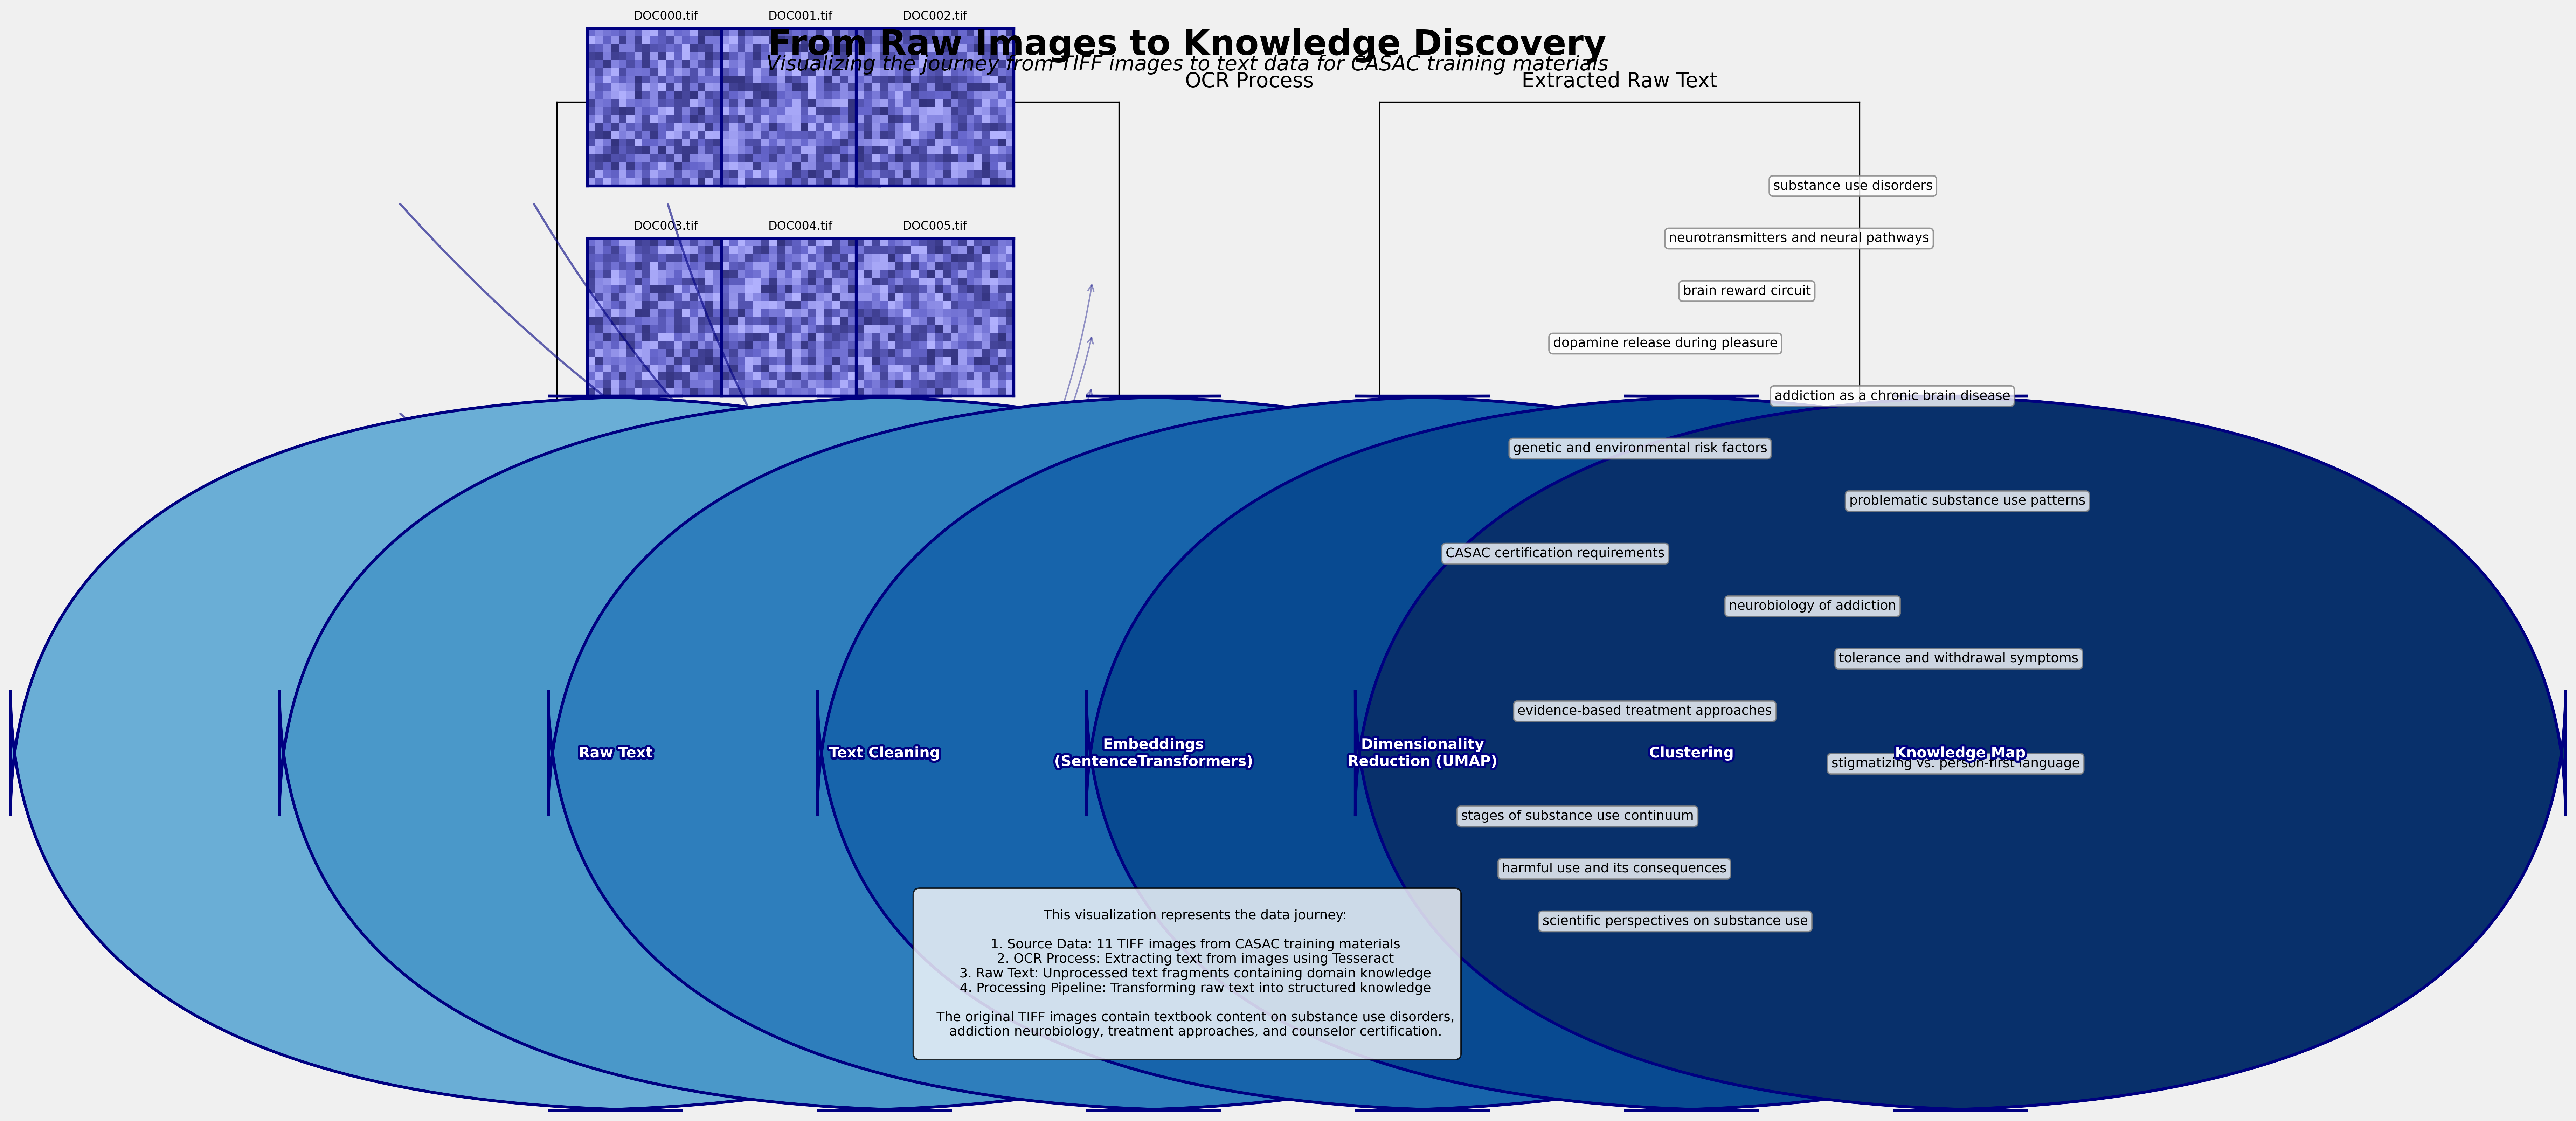 DOC000.tif
DOC001.tif
DOC002.tif
From Raw Images to Knowledge Discovery
Visualizing the journey from TIFF images to text data for CASAC training materials
OCR Process
Extracted Raw Text
DOC003.tif
DOC004.tif
DOC005.tif
substance use disorders
neurotransmitters and neural pathways
brain reward circuit
dopamine release during pleasure
addiction as a chronic brain disease
genetic and environmental risk factors
problematic substance use patterns
CASAC certification requirements
neurobiology of addiction
tolerance and withdrawal symptoms
evidence-based treatment approaches
Raw Text
Text Cleaning
Embeddings
(SentenceTransformers)
Dimensionality
Reduction (UMAP)
Clustering
Knowledge Map
stigmatizing vs. person-first language
stages of substance use continuum
harmful use and its consequences
scientific perspectives on substance use
This visualization represents the data journey:
1. Source Data: 11 TIFF images from CASAC training materials
2. OCR Process: Extracting text from images using Tesseract
3. Raw Text: Unprocessed text fragments containing domain knowledge
4. Processing Pipeline: Transforming raw text into structured knowledge
The original TIFF images contain textbook content on substance use disorders,
addiction neurobiology, treatment approaches, and counselor certification.